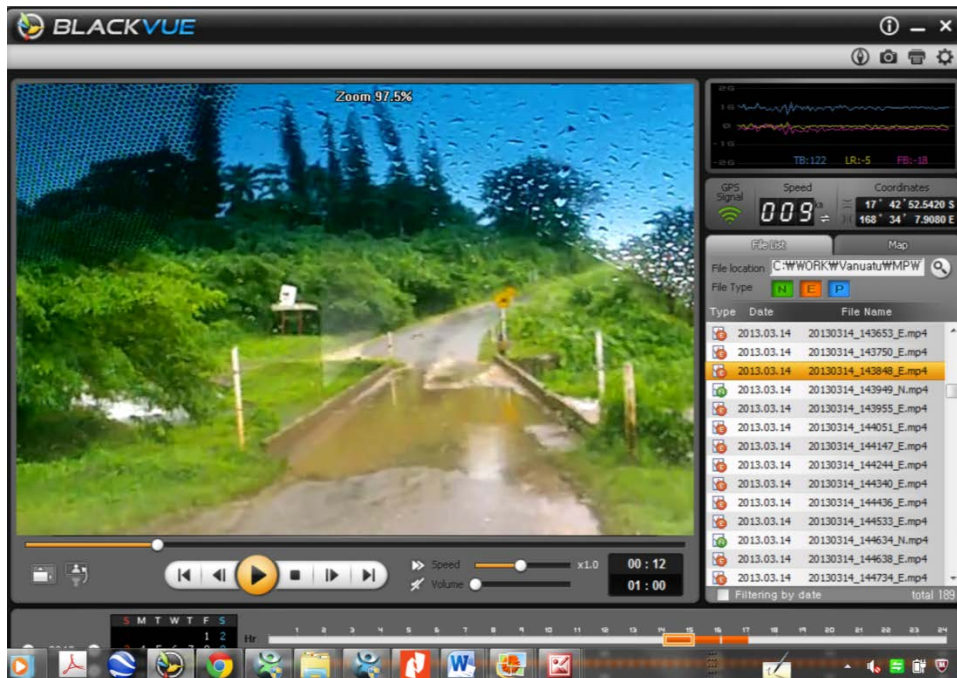 BLACKVUE
Zoom 97.5%
2G
1G
0
-1G
-2G
TB:122 LR:-5 FB:-18
GPS Signal
Speed
009
Coordinates
17˚ 42' 52.5420 S
168˚ 34' 7.9080 E
File List Map
File location C:₩WORK₩Vanuatu₩MPW
File Type N E P
Type Date File Name
E 2013.03.14 20130314_143653_E.mp4
E 2013.03.14 20130314_143750_E.mp4
E 2013.03.14 20130314_143848_E.mp4
N 2013.03.14 20130314_143949_N.mp4
E 2013.03.14 20130314_143955_E.mp4
E 2013.03.14 20130314_144051_E.mp4
E 2013.03.14 20130314_144147_E.mp4
E 2013.03.14 20130314_144244_E.mp4
E 2013.03.14 20130314_144340_E.mp4
E 2013.03.14 20130314_144436_E.mp4
E 2013.03.14 20130314_144533_E.mp4
N 2013.03.14 20130314_144634_N.mp4
E 2013.03.14 20130314_144638_E.mp4
E 2013.03.14 20130314_144734_E.mp4
Filtering by date total 189
Speed x1.0
Volume
00 : 12
01 : 00
S M T W T F S
1 2
Hr 1 2 3 4 5 6 7 8 9 10 11 12 13 14 15 16 17 18 19 20 21 22 23 24